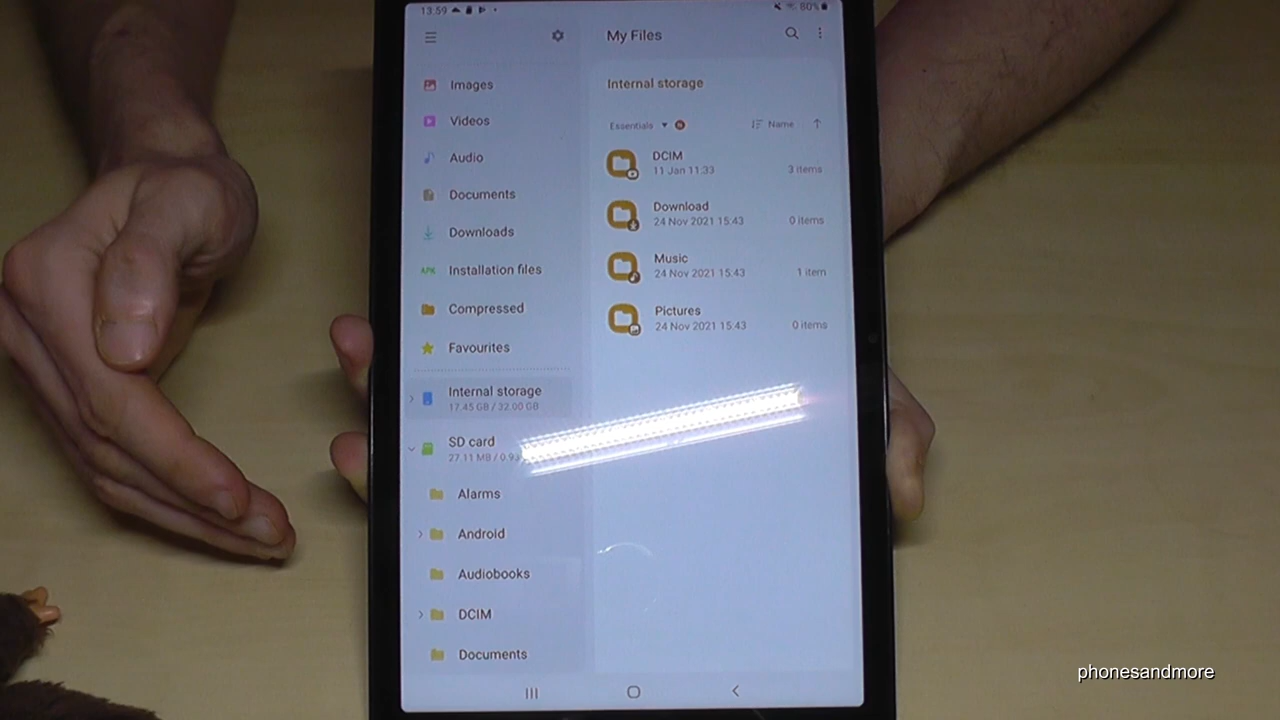 13:59
80%
My Files
Images
Videos
Audio
Documents
Downloads
APK Installation files
Compressed
Favourites
Internal storage
17.45 GB / 32.00 GB
SD card
27.11 MB / 0.93
Alarms
Android
Audiobooks
DCIM
Documents
Internal storage
Essentials
N
Name
DCIM
11 Jan 11:33
3 items
Download
24 Nov 2021 15:43
0 items
Music
24 Nov 2021 15:43
1 item
Pictures
24 Nov 2021 15:43
0 items
phonesandmore